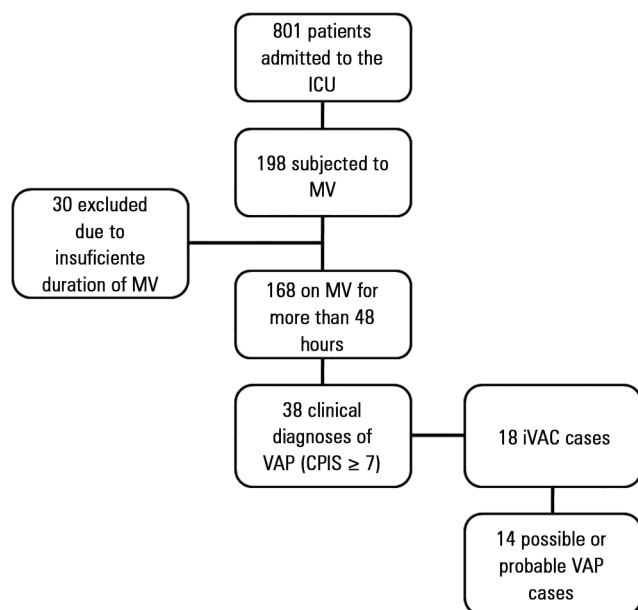 801 patients
admitted to the
ICU
198 subjected to
MV
30 excluded
due to
insuficiente
duration of MV
168 on MV for
more than 48
hours
38 clinical
diagnoses of
VAP (CPIS ≥ 7)
18 iVAC cases
14 possible or
probable VAP
cases